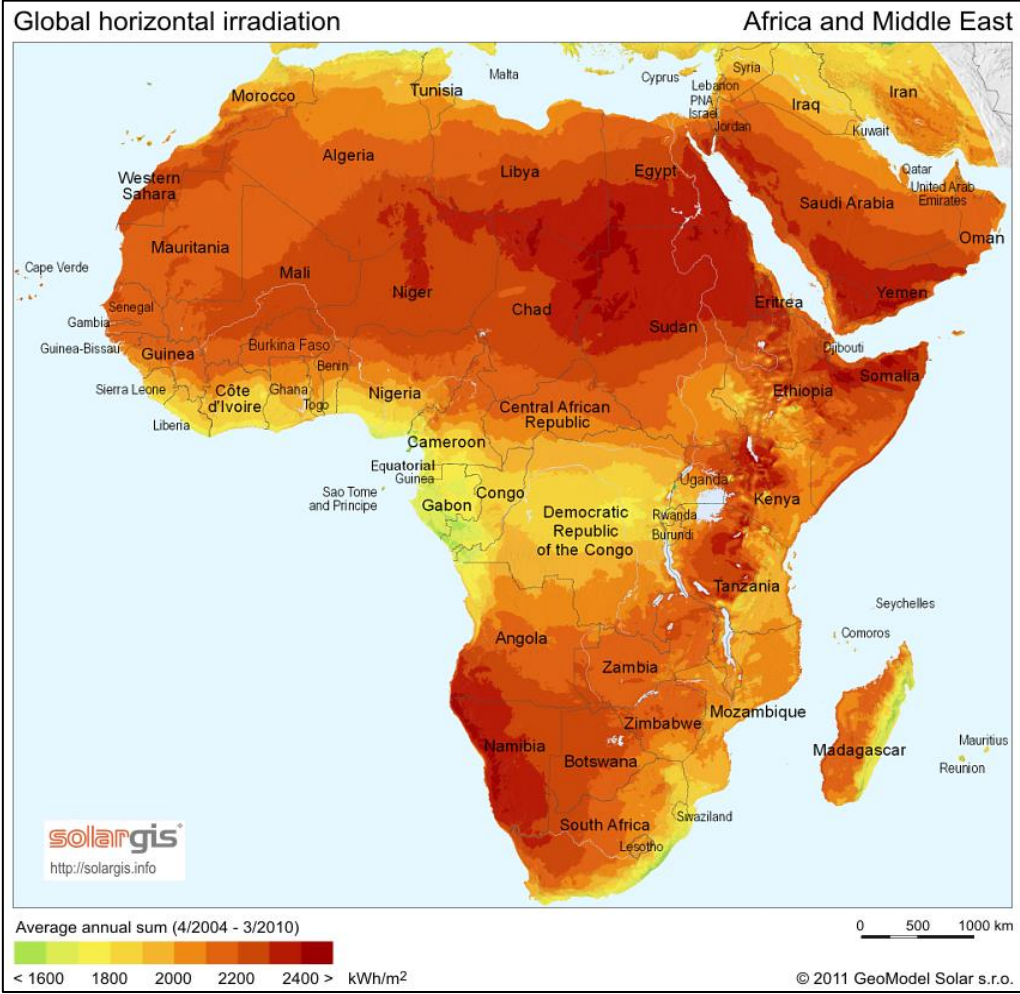 Global horizontal irradiation
Africa and Middle East
Malta
Cyprus
Syria
Lebanon
PNA
Israel
Jordan
Iraq
Iran
Kuwait
Morocco
Tunisia
Algeria
Libya
Egypt
Qatar
United Arab
Emirates
Western
Sahara
Saudi Arabia
Oman
Mauritania
Cape Verde
Mali
Niger
Chad
Sudan
Eritrea
Yemen
Senegal
Gambia
Guinea-Bissau
Guinea
Burkina Faso
Benin
Djibouti
Somalia
Ethiopia
Sierra Leone
Côte
d'Ivoire
Ghana
Togo
Nigeria
Liberia
Central African
Republic
Cameroon
Equatorial
Guinea
Sao Tome
and Principe
Gabon
Congo
Democratic
Republic
of the Congo
Uganda
Kenya
Rwanda
Burundi
Tanzania
Seychelles
Comoros
Angola
Zambia
Mozambique
Zimbabwe
Namibia
Botswana
Madagascar
Mauritius
Reunion
Swaziland
South Africa
Lesotho
solargis
http://solargis.info
Average annual sum (4/2004 - 3/2010)
< 1600 1800 2000 2200 2400 > kWh/m²
0 500 1000 km
© 2011 GeoModel Solar s.r.o.